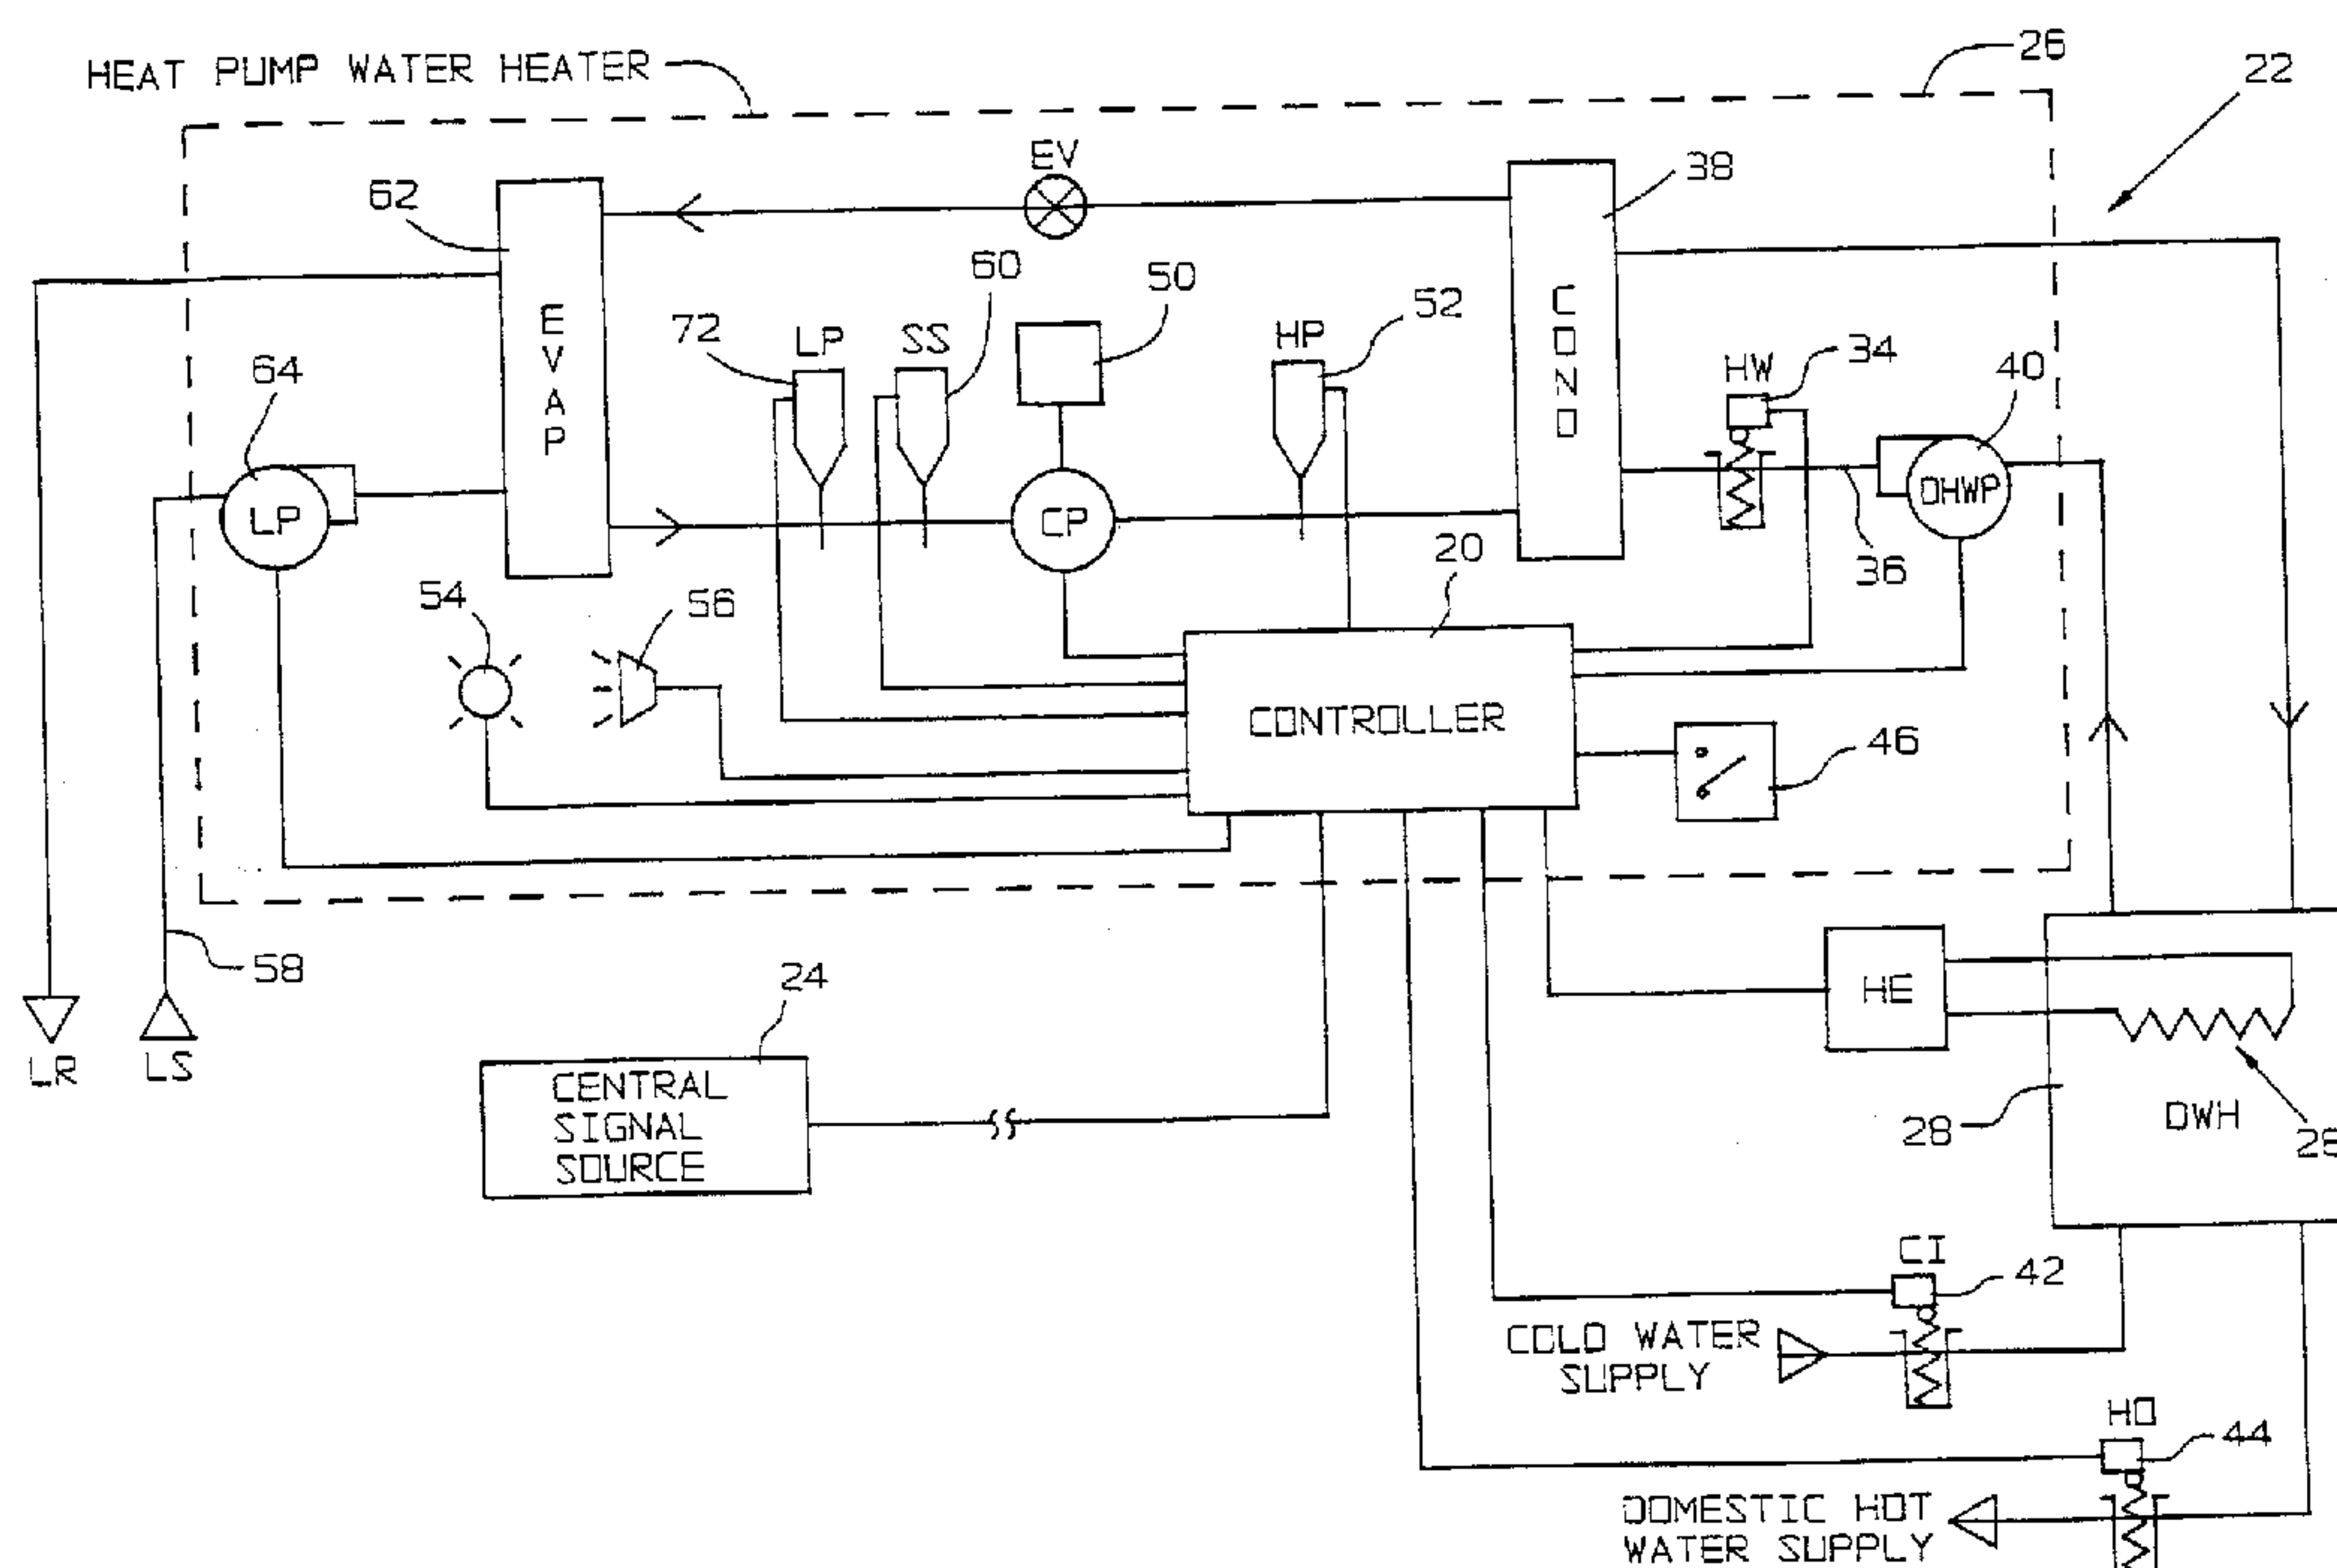 HEAT PUMP WATER HEATER
26
22
EV
38
62
60
50
52
72
LP
SS
HP
HW
34
40
64
EVAP
COND
LP
CP
DHWP
20
36
54
56
CONTROLLER
46
58
24
HE
LR
LS
CENTRAL
SIGNAL
SOURCE
28
DWH
CI
42
COLD WATER
SUPPLY
HO
44
DOMESTIC HOT
WATER SUPPLY